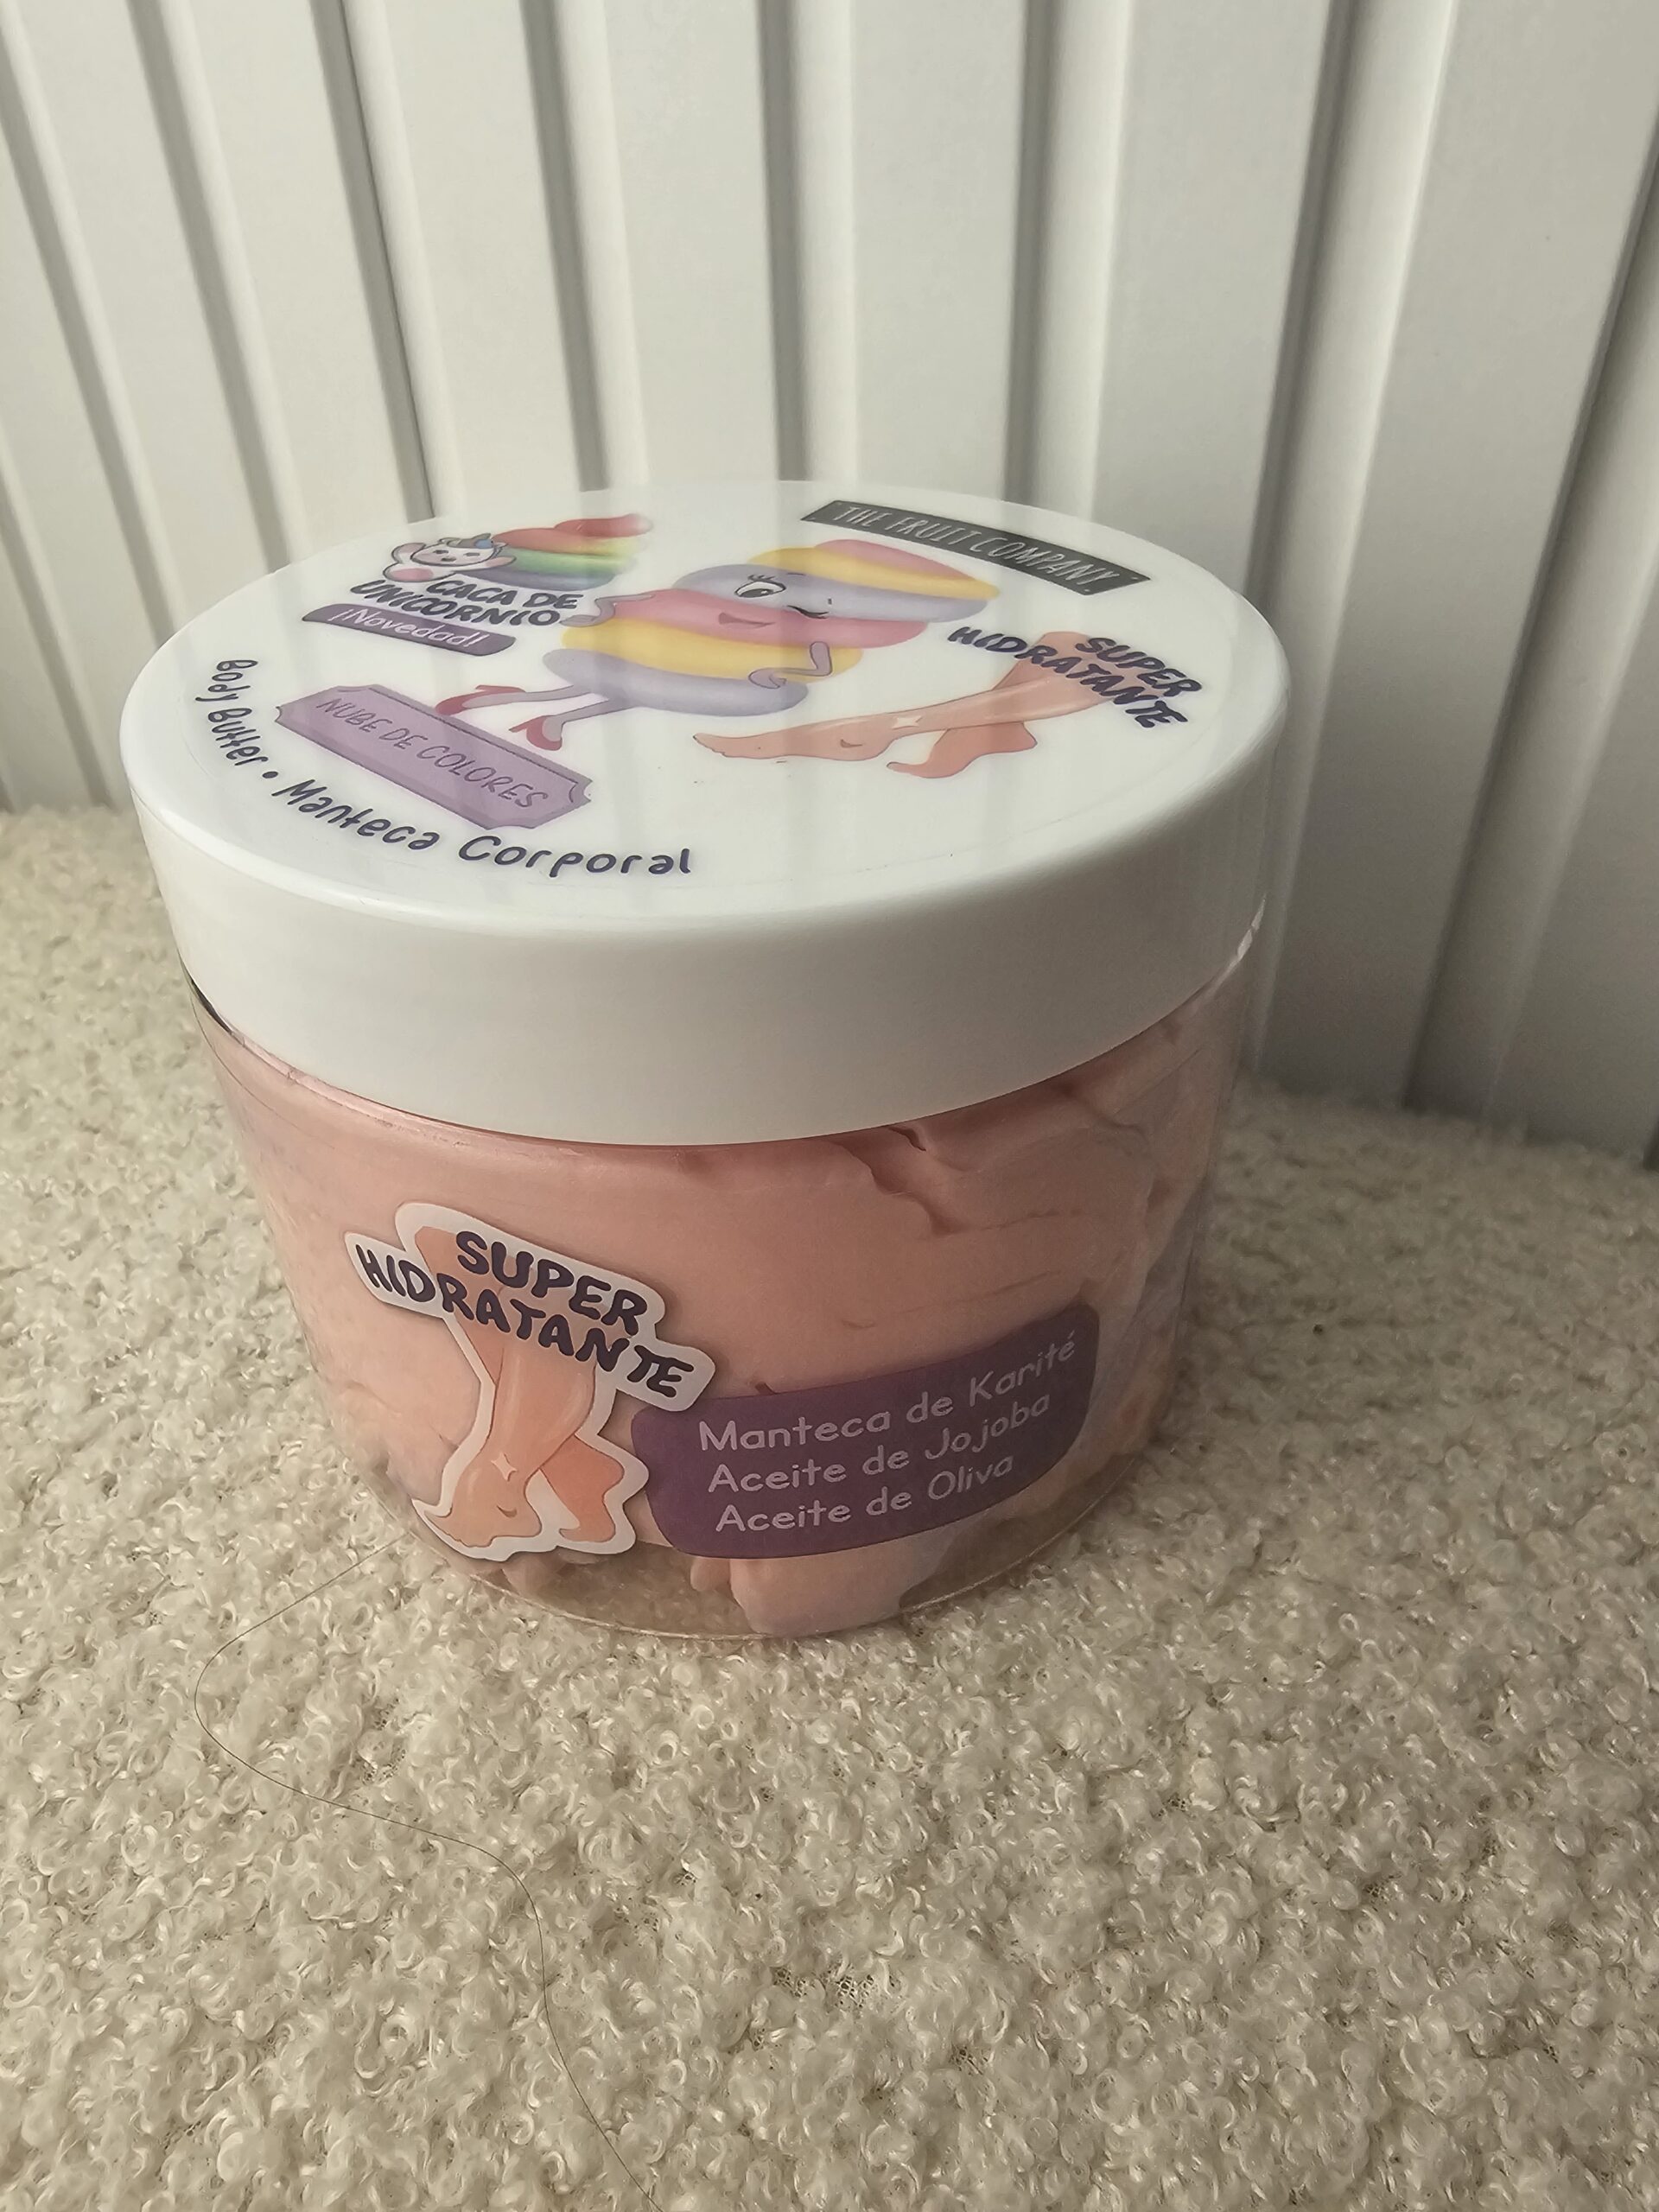 THE FRUIT COMPANY.
CACA DE
UNICORNIO
¡Novedad!
SUPER
HIDRATANTE
NUBE DE COLORES
Body Butter • Manteca Corporal
SUPER
HIDRATANTE
Manteca de Karité
Aceite de Jojoba
Aceite de Oliva